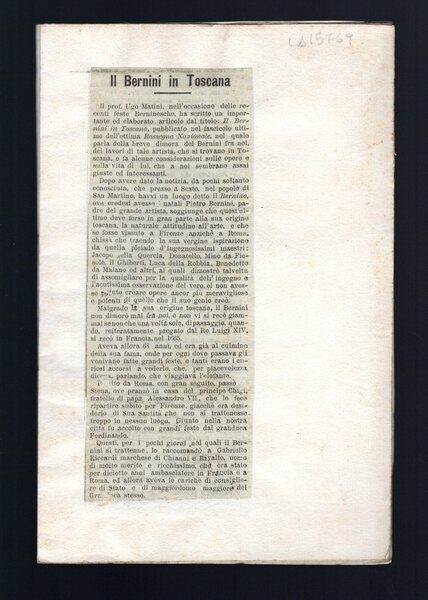 LA15769
Il Bernini in Toscana
Il prof. Ugo Matini, nell'occasione delle re-
centi feste Berninesche, ha scritto un impor-
tante ed elaborato articolo dal titolo: Il Ber-
nini in Toscana, pubblicato nel fascicolo ultimo
dell'ottima Rassegna Nazionale, nel quale
parla della breve dimora del Bernini fra noi,
dei lavori di tale artista, che si trovano in To-
scana, e fa alcune considerazioni sulle opere e
sulla vita di lui, che a noi sembrano assai
giuste ed interessanti.
Dopo avere dato la notizia, da pochi soltanto
conosciuta, che presso a Sesto, nel popolo di
San Martino, havvi un luogo detto il Bernino,
ove credesi avesse i natali Pietro Bernini, pa-
dre del grande artista, soggiunge che quest'ul-
timo deve forse in gran parte alla sua origine
toscana, la naturale attitudine all'arte, e che
se fosse vissuto a Firenze anzichè a Roma,
chissà che traendo la sua vergine ispirazione
da quella pleiade d'ingegnosissimi maestri:
Jacopo della Quercia, Donatello, Mino da Fie-
sole, il Ghiberti, Luca della Robbia, Benedetto
da Maiano ed altri, ai quali dimostrò talvolta
di assomigliare per la qualità dell'ingegno e
l'acutissima osservazione del vero, ei non aves-
se potuto creare opere ancor più meravigliose
e potenti di quelle che il suo genio creò.
Malgrado la sua origine toscana, il Bernini
non dimorò mai fra noi, e non vi si recò giam-
mai senon che una volta sola, di passaggio, quan-
do, reiteratamente pregato dal Re Luigi XIV,
si recò in Francia, nel 1665.
Aveva allora 68 anni, ed era già al culmine
della sua fama, onde per ogni dove passava gli
venivano fatte grandi feste, e tanti erano i cu-
riosi accorsi a vederlo, che, per piacevolezza
parlando, che viaggiava l'elefante.
da Roma, con gran seguito, passò
Siena, ove pranzò in casa del principe Chigi,
fratello di papa Alessandro VII, che lo fece
ripartire subito per Firenze, giacchè era desi-
derio di Sua Santità che non si trattenesse
troppo in nessun luogo. Giunto nella nostra
città fu accolto con grandi feste dal granduca
Ferdinando.
Questi, per i pochi giorni nei quali il Ber-
nini si trattenne, lo raccomandò a Gabriello
Riccardi marchese di Chianni e Rivalto, uomo
di molto merito e ricchissimo, che era stato
per diciotto anni ambasciatore in Francia e a
Roma, ed allora aveva le cariche di consiglie-
re di Stato e di maggiordomo maggiore del
stesso.